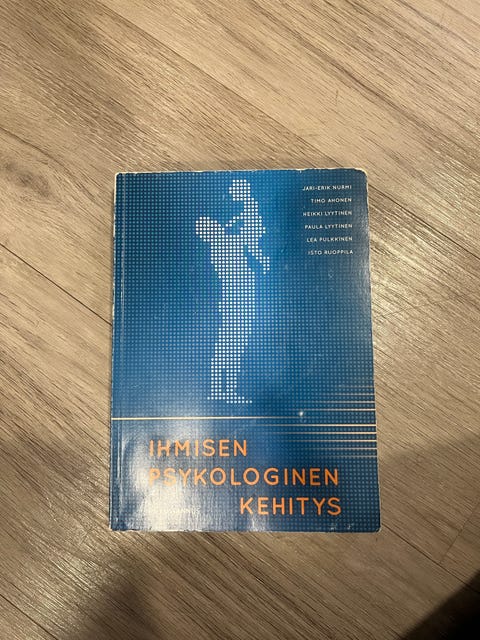 JARI-ERIK NURMI
TIMO AHONEN
HEIKKI LYYTINEN
PAULA LYYTINEN
LEA PULKKINEN
ISTO RUOPPILA
IHMISEN
PSYKOLOGINEN
KEHITYS